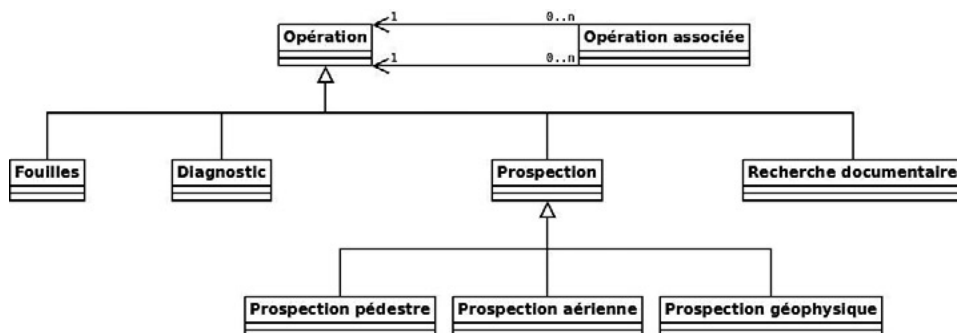 1 0..n
Opération Opération associée
1 0..n
Fouilles Diagnostic Prospection Recherche documentaire
Prospection pédestre Prospection aérienne Prospection géophysique